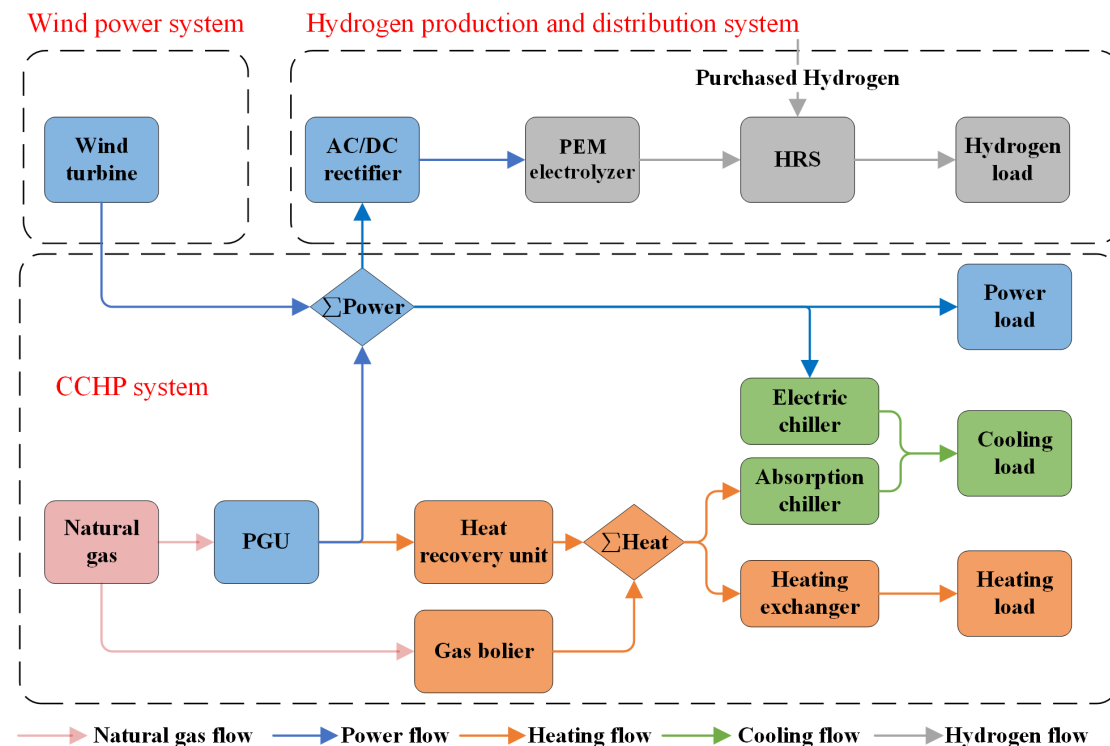 Wind power system
Hydrogen production and distribution system
Purchased Hydrogen
Wind
turbine
AC/DC
rectifier
PEM
electrolyzer
HRS
Hydrogen
load
∑Power
Power
load
CCHP system
Electric
chiller
Cooling
load
Absorption
chiller
Natural
gas
PGU
Heat
recovery unit
∑Heat
Heating
exchanger
Heating
load
Gas bolier
Natural gas flow
Power flow
Heating flow
Cooling flow
Hydrogen flow